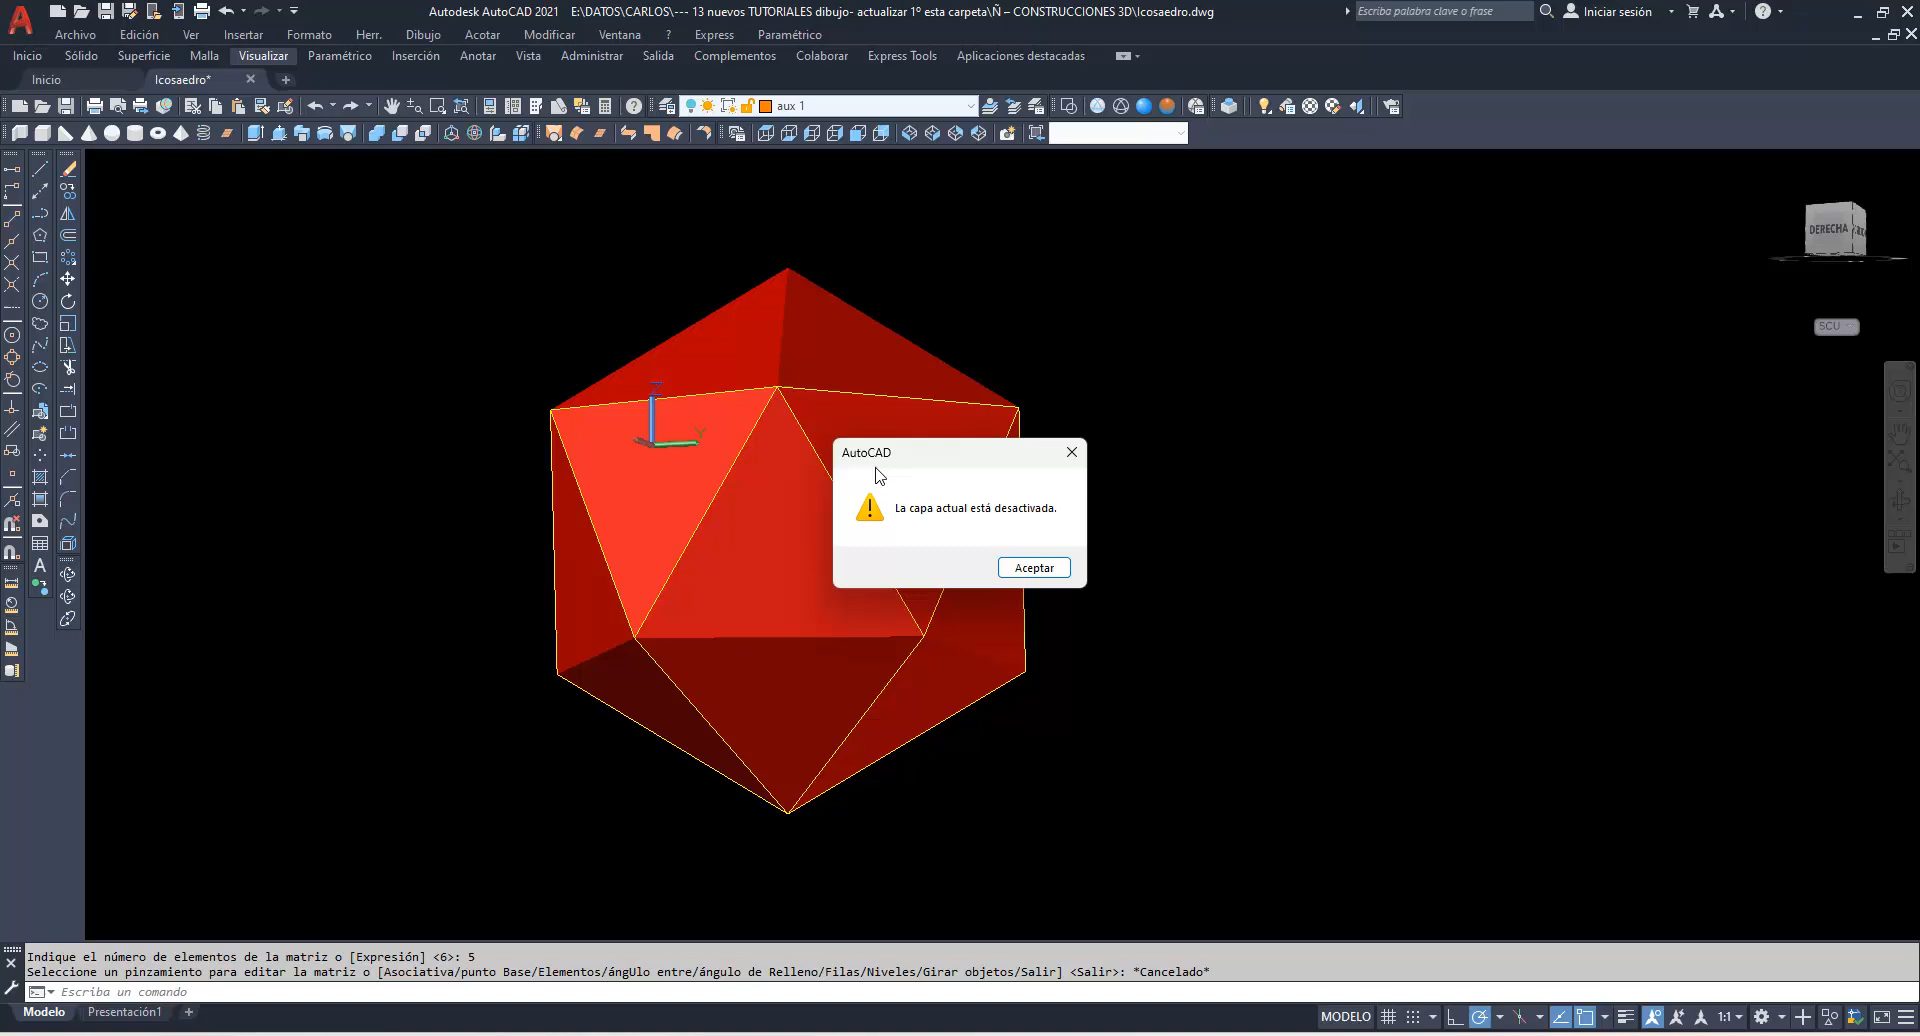 Autodesk AutoCAD 2021 E:\DATOS\CARLOS\--- 13 nuevos TUTORIALES dibujo- actualizar 1º esta carpeta\Ñ – CONSTRUCCIONES 3D\Icosaedro.dwg
Escriba palabra clave o frase
Iniciar sesión
Archivo Edición Ver Insertar Formato Herr. Dibujo Acotar Modificar Ventana ? Express Paramétrico
Inicio Sólido Superficie Malla Visualizar Paramétrico Inserción Anotar Vista Administrar Salida Complementos Colaborar Express Tools Aplicaciones destacadas
Inicio Icosaedro*
aux 1
DERECHA
SCU
Z
Y
AutoCAD
La capa actual está desactivada.
Aceptar
Indique el número de elementos de la matriz o [Expresión] <6>: 5
Seleccione un pinzamiento para editar la matriz o [Asociativa/punto Base/Elementos/ángUlo entre/ángulo de Relleno/Filas/Niveles/Girar objetos/Salir] <Salir>: *Cancelado*
Escriba un comando
Modelo Presentación1 +
MODELO 1:1